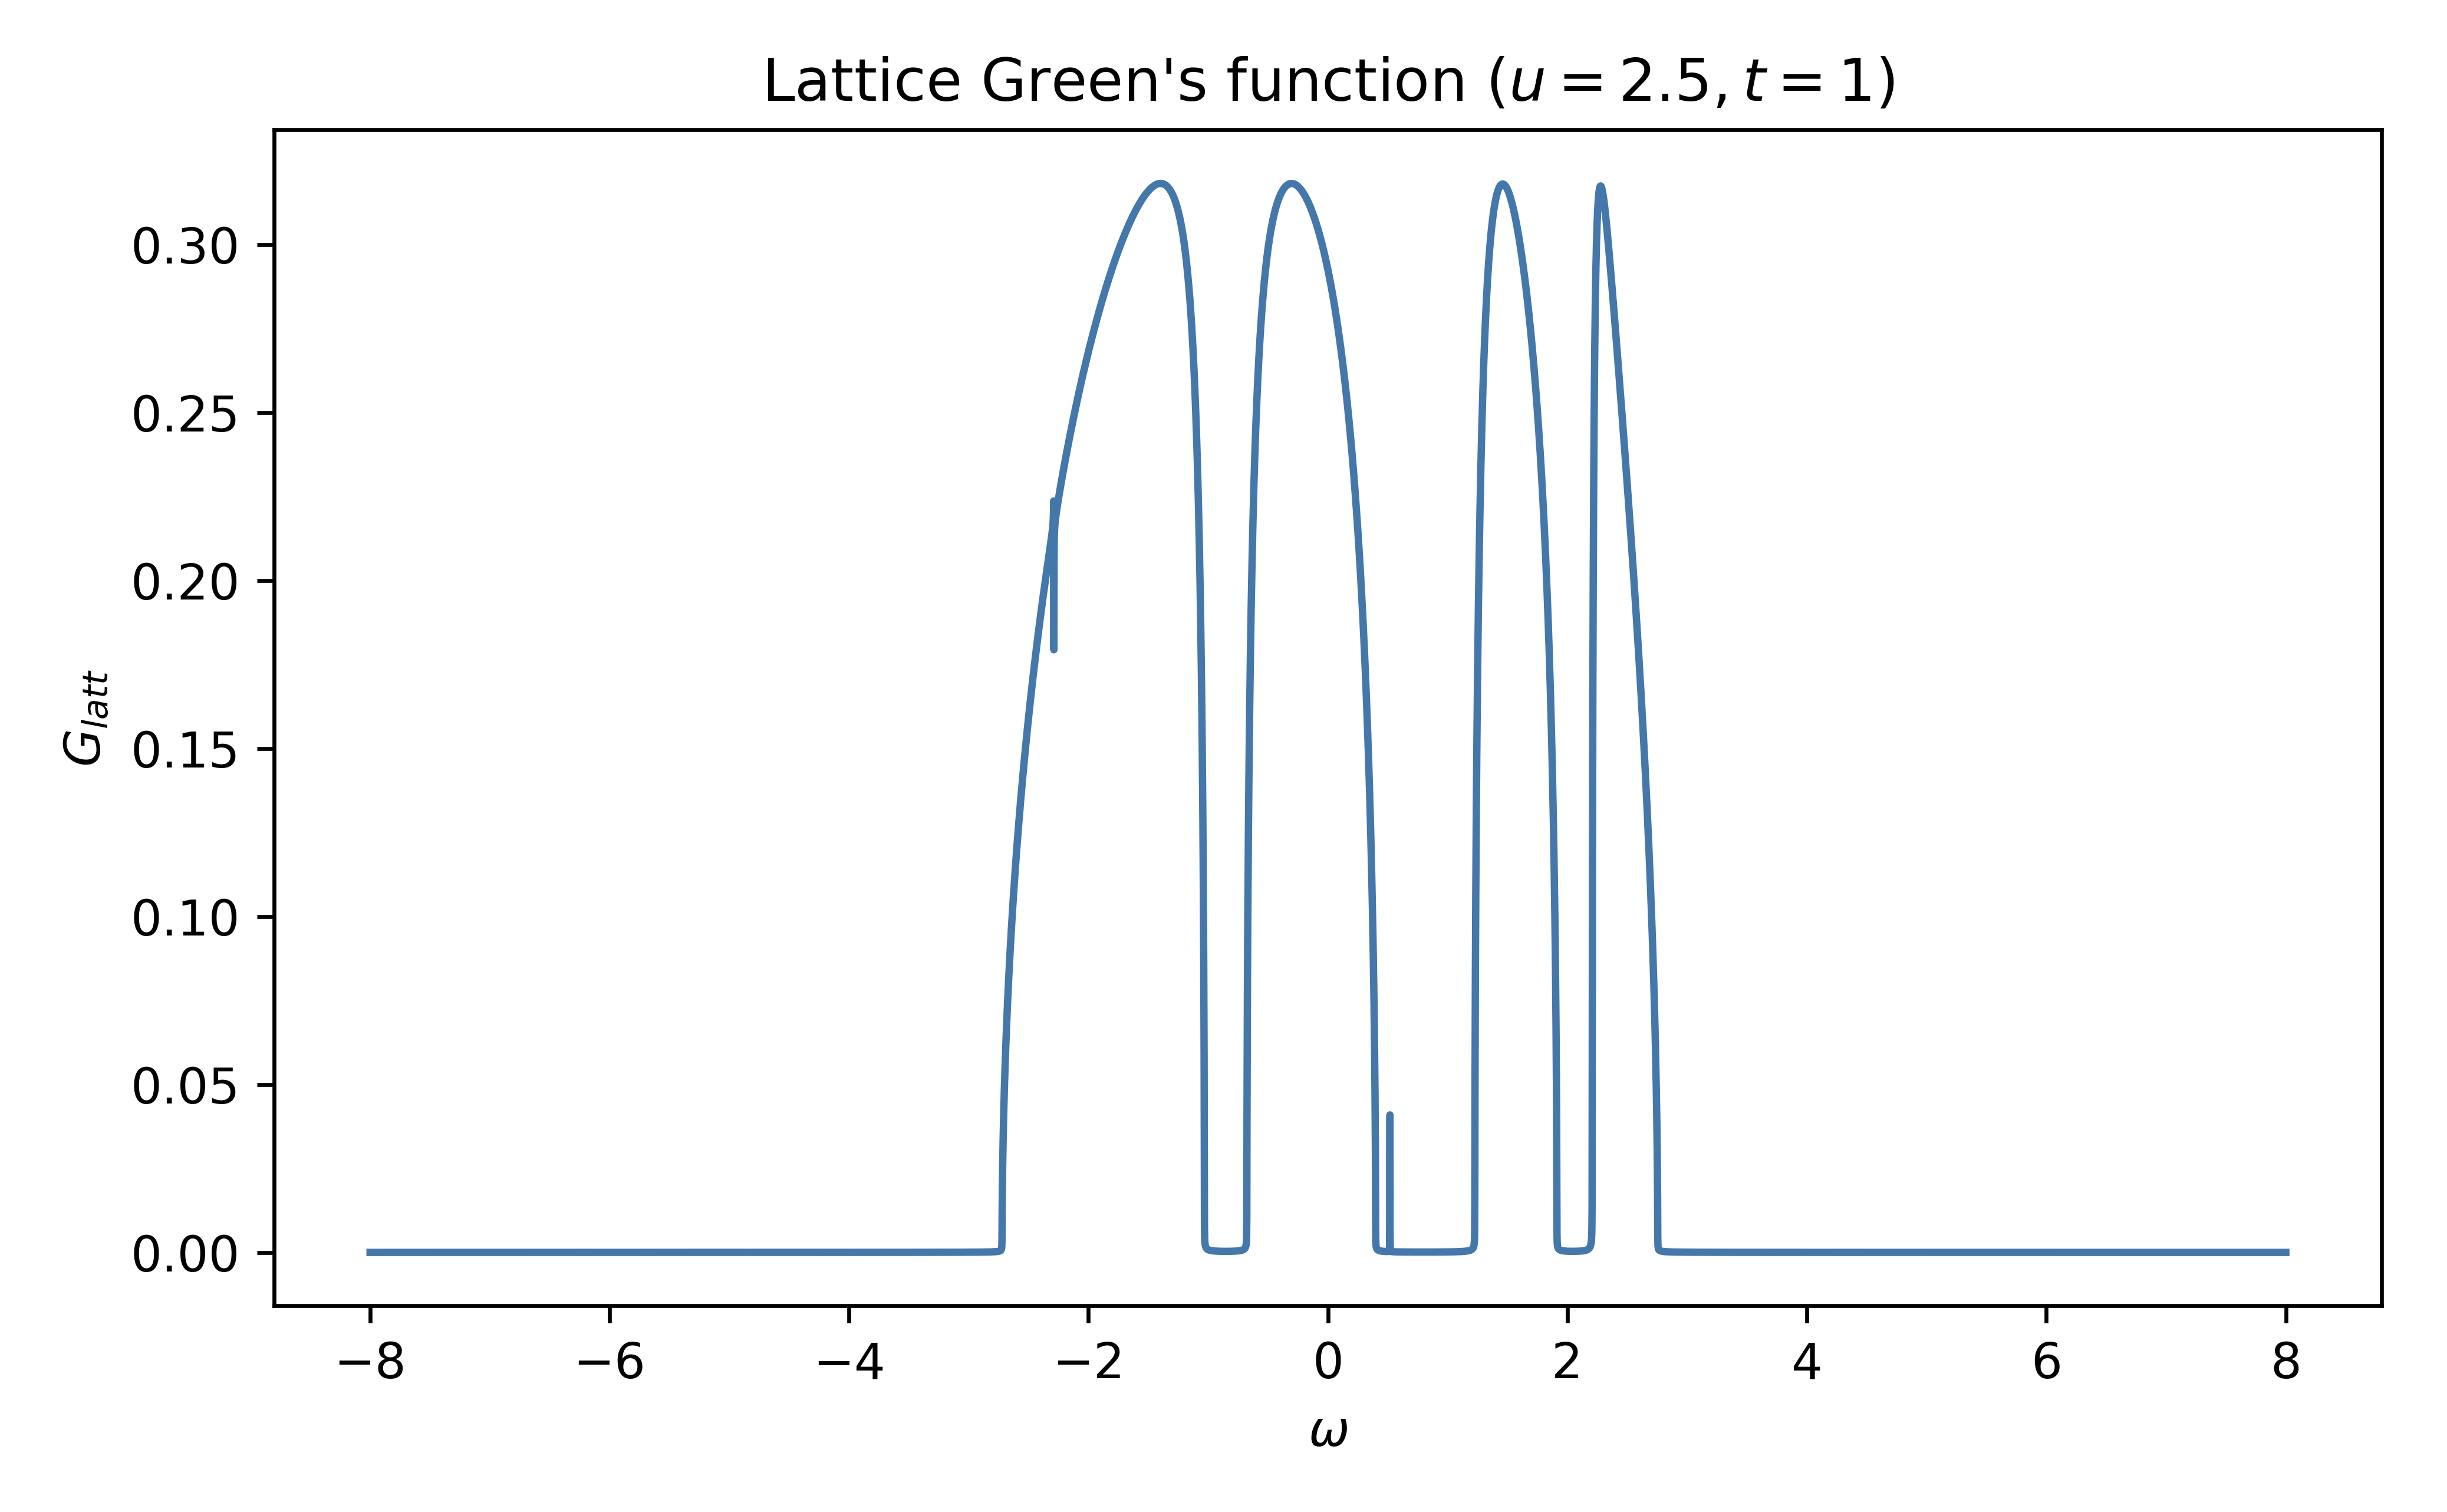 Lattice Green's function (u = 2.5, t = 1)
G_latt
0.30
0.25
0.20
0.15
0.10
0.05
0.00
−8 −6 −4 −2 0 2 4 6 8
ω